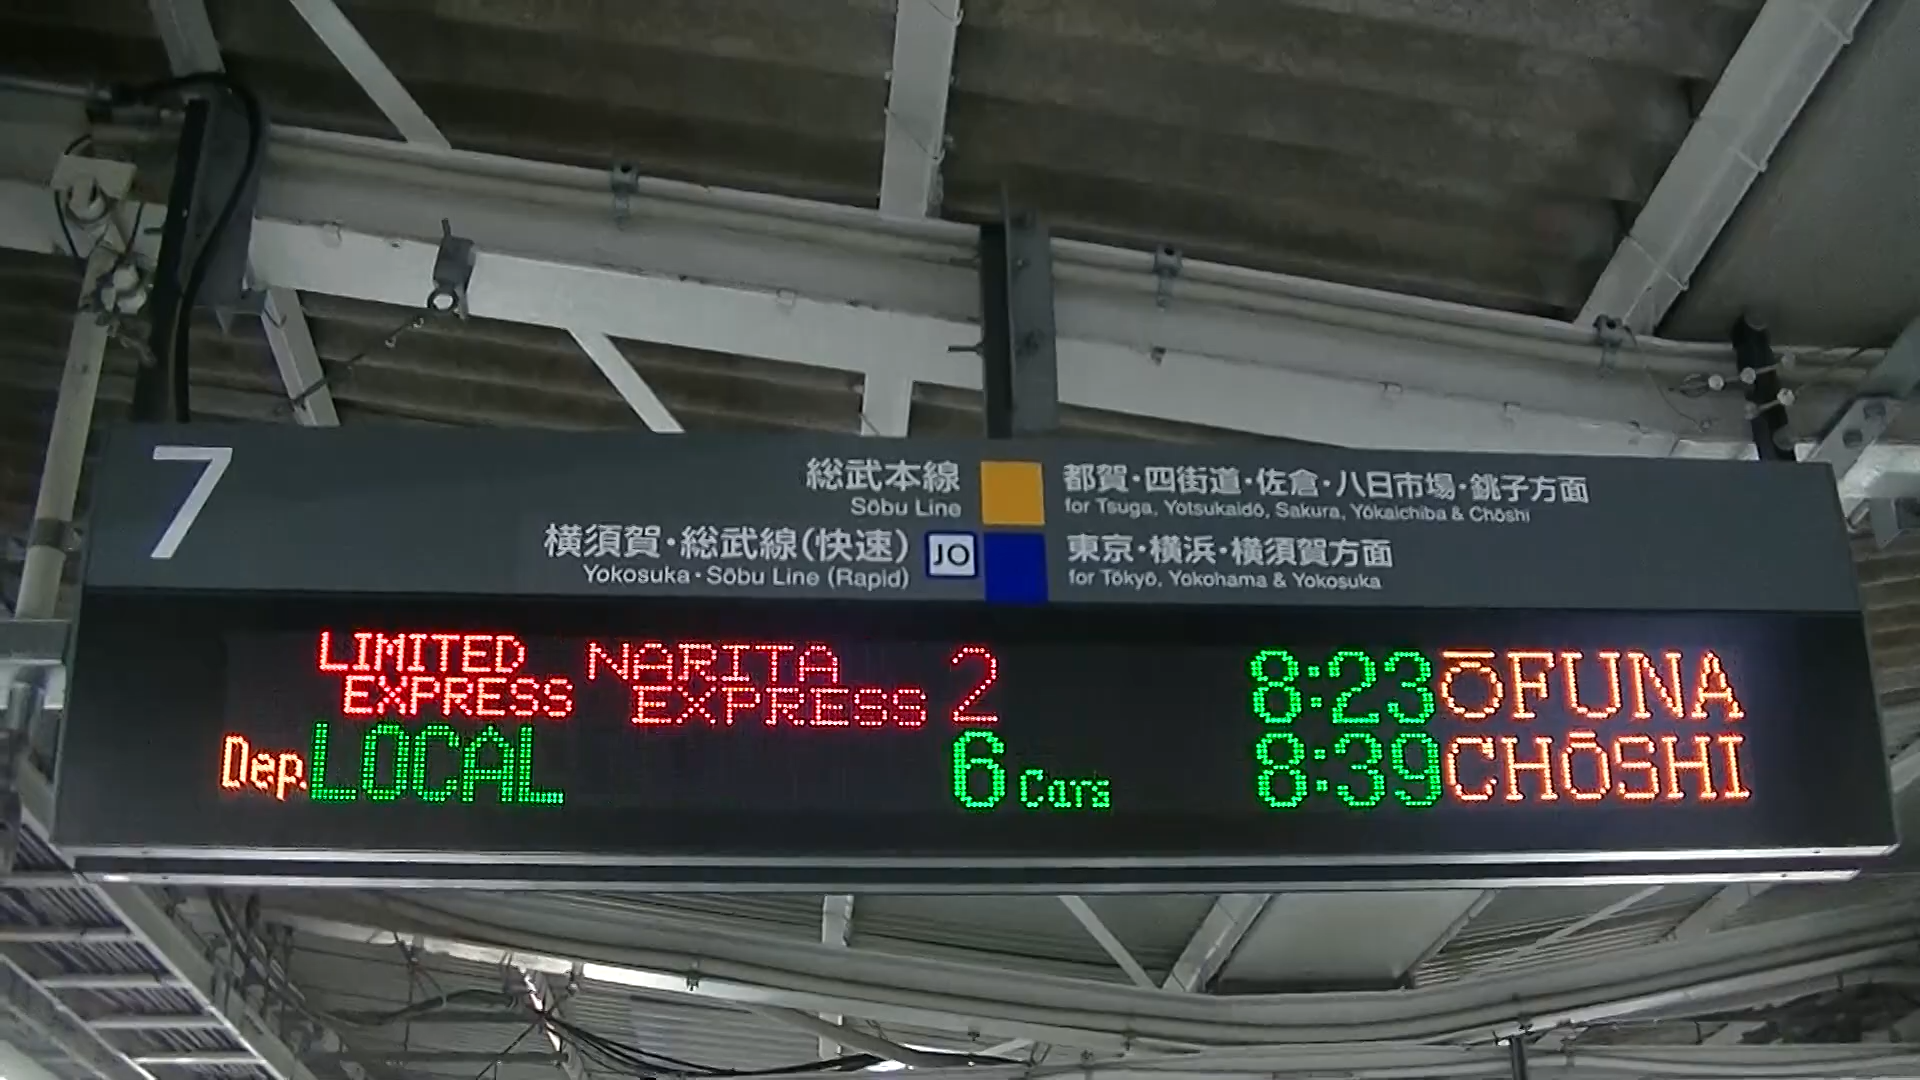 7
総武本線 都賀・四街道・佐倉・八日市場・銚子方面
Sōbu Line for Tsuga, Yotsukaidō, Sakura, Yōkaichiba & Chōshi
横須賀・総武線(快速) JO 東京・横浜・横須賀方面
Yokosuka・Sōbu Line (Rapid) for Tōkyō, Yokohama & Yokosuka
LIMITED EXPRESS NARITA EXPRESS 2 8:23 ŌFUNA
Dep. LOCAL 6 Cars 8:39 CHŌSHI